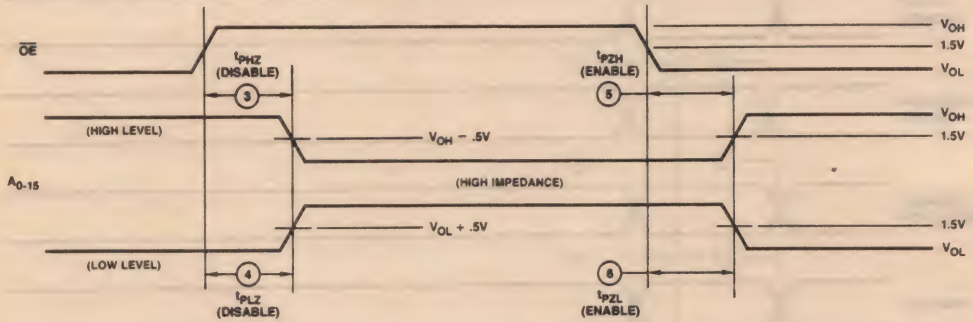 OE
tPHZ
(DISABLE)
3
tPZH
(ENABLE)
5
VOH
1.5V
VOL
(HIGH LEVEL)
VOH − .5V
VOH
1.5V
A0-15
(HIGH IMPEDANCE)
(LOW LEVEL)
VOL + .5V
1.5V
VOL
4
tPLZ
(DISABLE)
6
tPZL
(ENABLE)